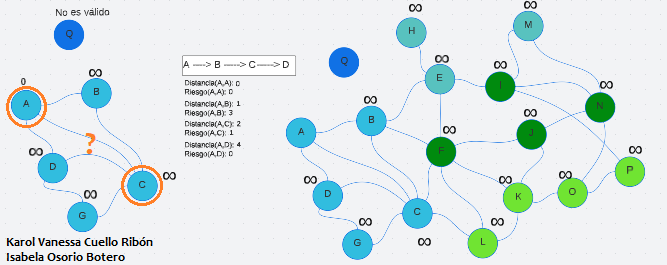 No es válido
Q
0
A
∞
B
?
∞
D
∞
C
G
A ----> B -----> C-----> D
Distancia(A,A): 0
Riesgo(A,A): 0
Distancia(A,B): 1
Riesgo(A,B): 3
Distancia(A,C): 2
Riesgo(A,C): 1
Distancia(A,D): 4
Riesgo(A,D): 0
∞
H
∞
M
Q
∞
E
∞
I
∞
N
∞
B
A
∞
F
∞
J
∞
P
∞
D
∞
K
∞
O
C
∞
∞
G
∞
L
Karol Vanessa Cuello Ribón
Isabela Osorio Botero